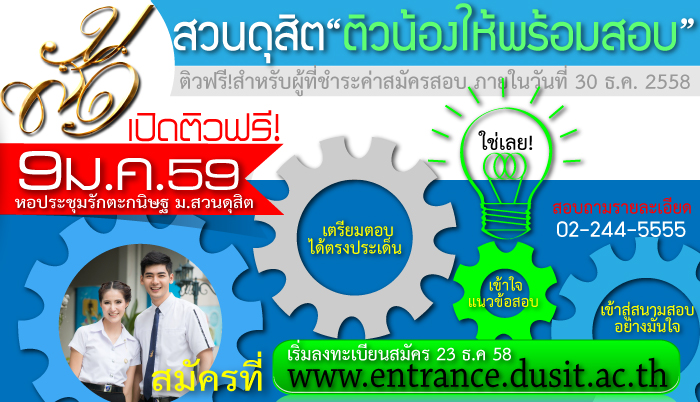 สวนดุสิต“ติวน้องให้พร้อมสอบ”
ติวฟรี!สำหรับผู้ที่ชำระค่าสมัครสอบ ภายในวันที่ 30 ธ.ค. 2558
เปิดติวฟรี!
9ม.ค.59
หอประชุมรักตะกนิษฐ ม.สวนดุสิต
ใช่เลย!
เตรียมตอบ
ได้ตรงประเด็น
สอบถามรายละเอียด
02-244-5555
เข้าใจ
แนวข้อสอบ
เข้าสู่สนามสอบ
อย่างมั่นใจ
สมัครที่
เริ่มลงทะเบียนสมัคร 23 ธ.ค 58
www.entrance.dusit.ac.th